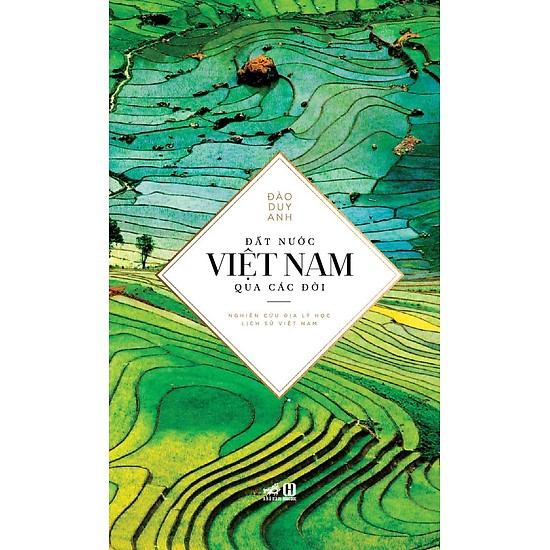 ĐÀO
DUY
ANH
ĐẤT NƯỚC
VIỆT NAM
QUA CÁC ĐỜI
NGHIÊN CỨU ĐỊA LÝ HỌC
LỊCH SỬ VIỆT NAM